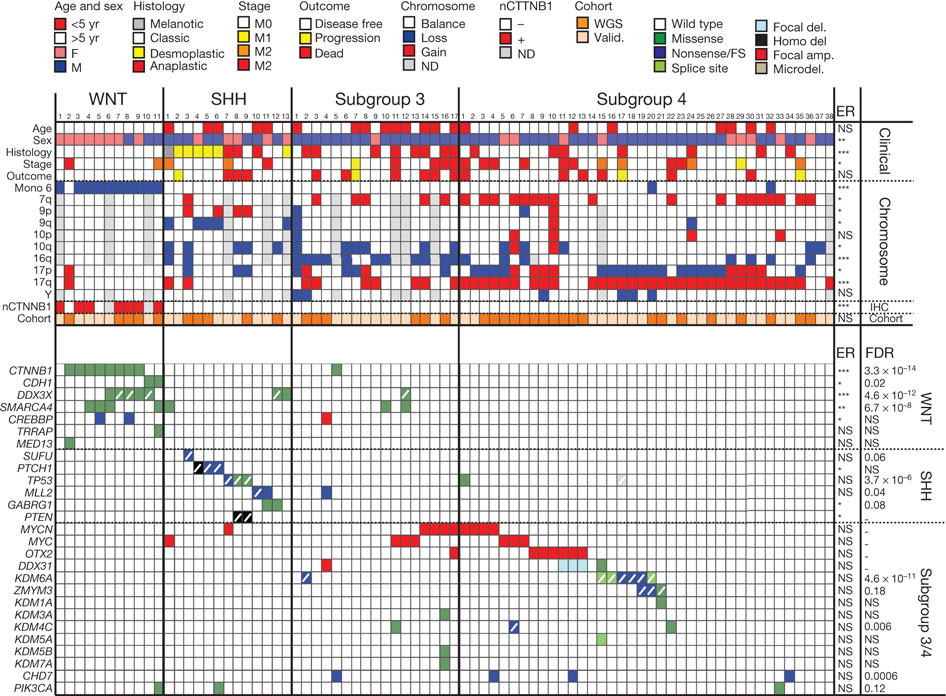 Age and sex
<5 yr
>5 yr
F
M
Histology
Melanotic
Classic
Desmoplastic
Anaplastic
Stage
M0
M1
M2
M2
Outcome
Disease free
Progression
Dead
Chromosome
Balance
Loss
Gain
ND
nCTTNB1
–
+
ND
Cohort
WGS
Valid.
Wild type
Missense
Nonsense/FS
Splice site
Focal del.
Homo del
Focal amp.
Microdel.
WNT SHH Subgroup 3 Subgroup 4 ER
1 2 3 4 5 6 7 8 9 10 11 1 2 3 4 5 6 7 8 9 10 11 12 13 1 2 3 4 5 6 7 8 9 10 11 12 13 14 15 16 17 1 2 3 4 5 6 7 8 9 10 11 12 13 14 15 16 17 18 19 20 21 22 23 24 25 26 27 28 29 30 31 32 33 34 35 36 37 38
Age NS
Sex **
Histology ***
Stage *
Outcome *
Clinical
Mono 6 ***
7q *
9p *
9q *
10p NS
10q *
16q ***
17p *
17q ***
Y NS
Chromosome
nCTNNB1 *** IHC
Cohort NS Cohort
ER FDR
CTNNB1 *** 3.3 × 10−14
CDH1 * 0.02
DDX3X *** 4.6 × 10−12
SMARCA4 ** 6.7 × 10−8
CREBBP * NS
TRRAP NS NS
MED13 NS NS
WNT
SUFU NS 0.06
PTCH1 * NS
TP53 NS 3.7 × 10−6
MLL2 NS 0.04
GABRG1 * 0.08
PTEN * -
SHH
MYCN NS -
MYC NS -
OTX2 NS -
DDX31 NS -
KDM6A NS 4.6 × 10−11
ZMYM3 NS 0.18
KDM1A NS NS
KDM3A NS NS
KDM4C NS 0.006
KDM5A NS NS
KDM5B NS NS
KDM7A NS NS
CHD7 NS 0.0006
PIK3CA NS 0.12
Subgroup 3/4